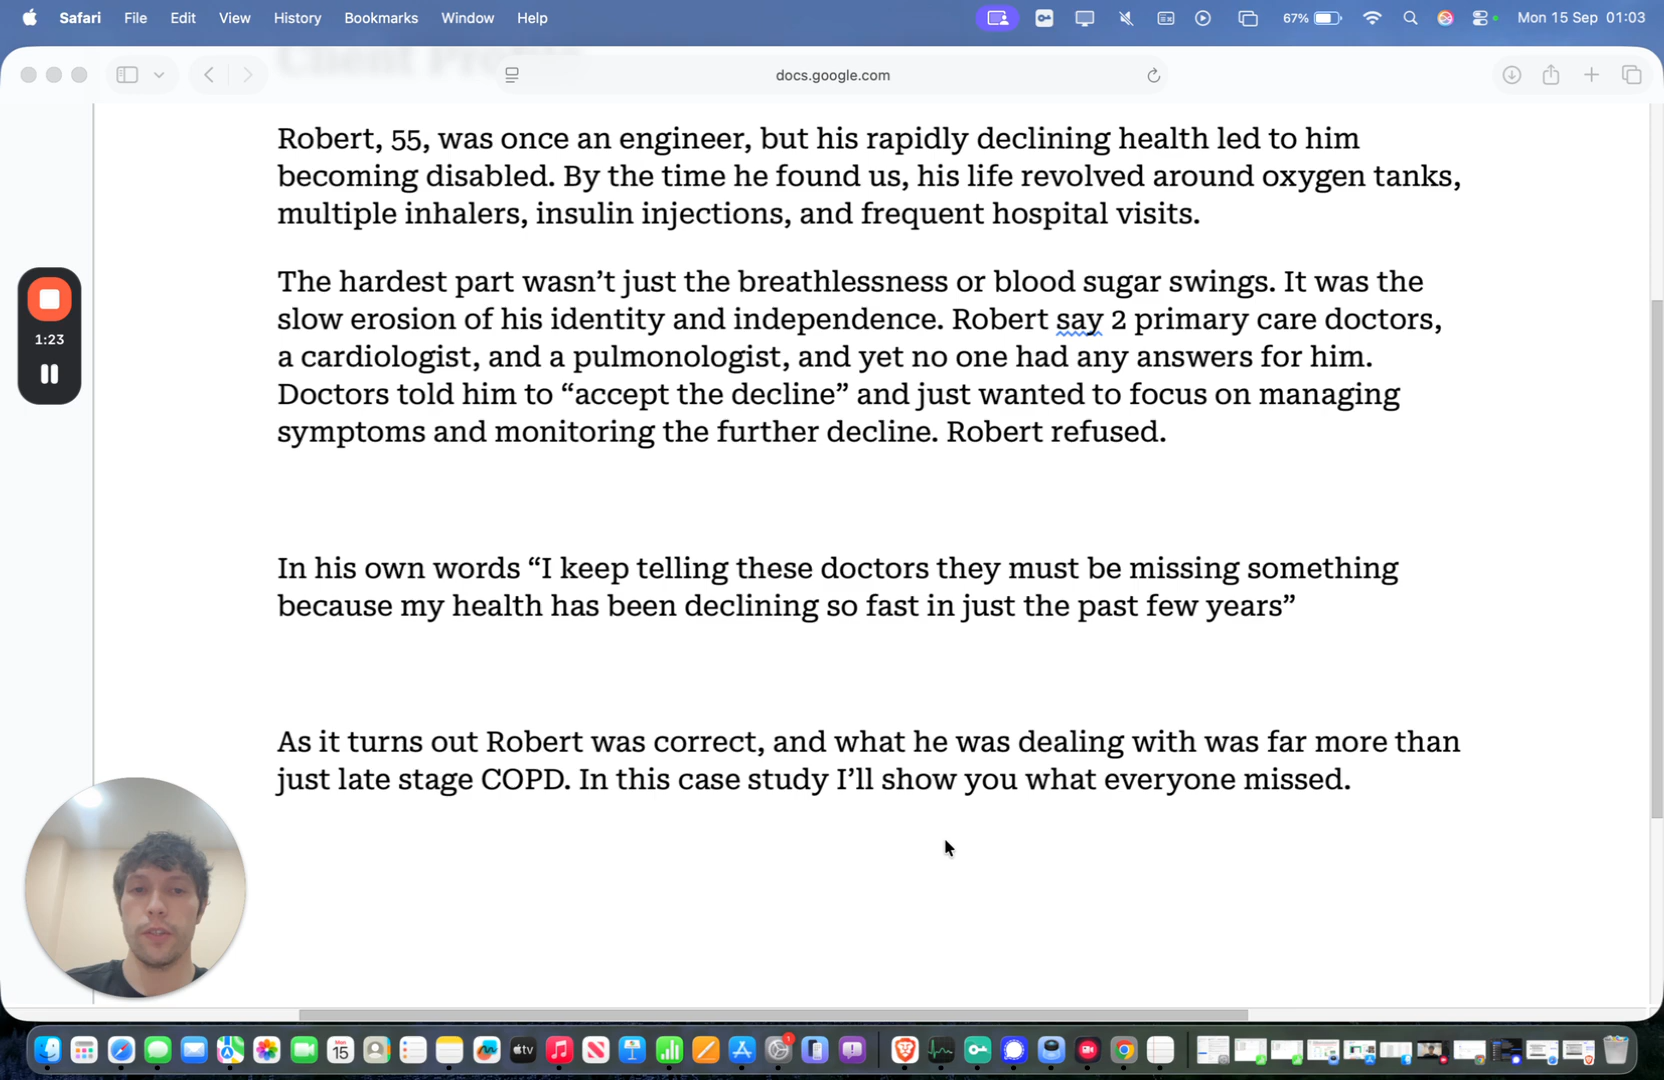 Safari File Edit View History Bookmarks Window Help 67% Mon 15 Sep 01:03
Client Profile
docs.google.com
Robert, 55, was once an engineer, but his rapidly declining health led to him
becoming disabled. By the time he found us, his life revolved around oxygen tanks,
multiple inhalers, insulin injections, and frequent hospital visits.
The hardest part wasn’t just the breathlessness or blood sugar swings. It was the
slow erosion of his identity and independence. Robert say 2 primary care doctors,
a cardiologist, and a pulmonologist, and yet no one had any answers for him.
Doctors told him to “accept the decline” and just wanted to focus on managing
symptoms and monitoring the further decline. Robert refused.
1:23
In his own words “I keep telling these doctors they must be missing something
because my health has been declining so fast in just the past few years”
As it turns out Robert was correct, and what he was dealing with was far more than
just late stage COPD. In this case study I’ll show you what everyone missed.
Mon
15
tv
1